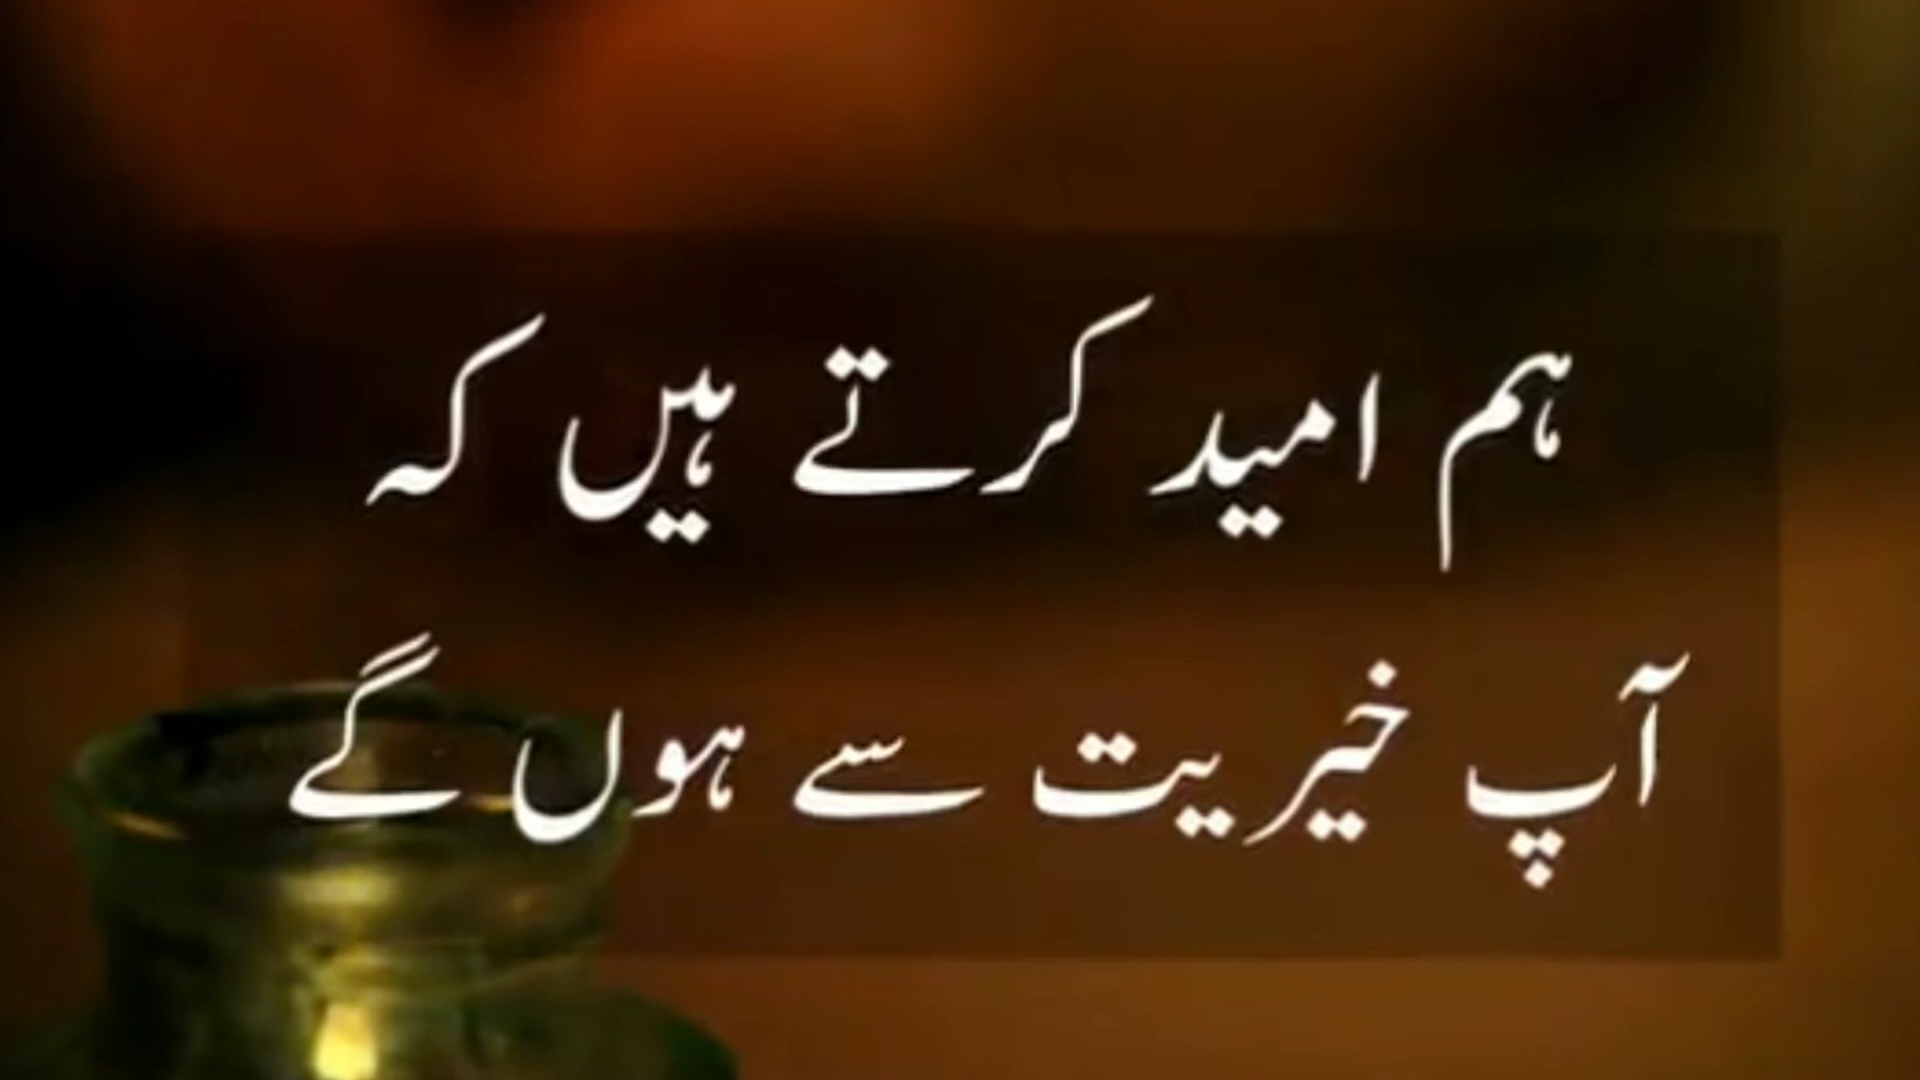 ہم امید کرتے ہیں کہ
آپ خیریت سے ہوں گے